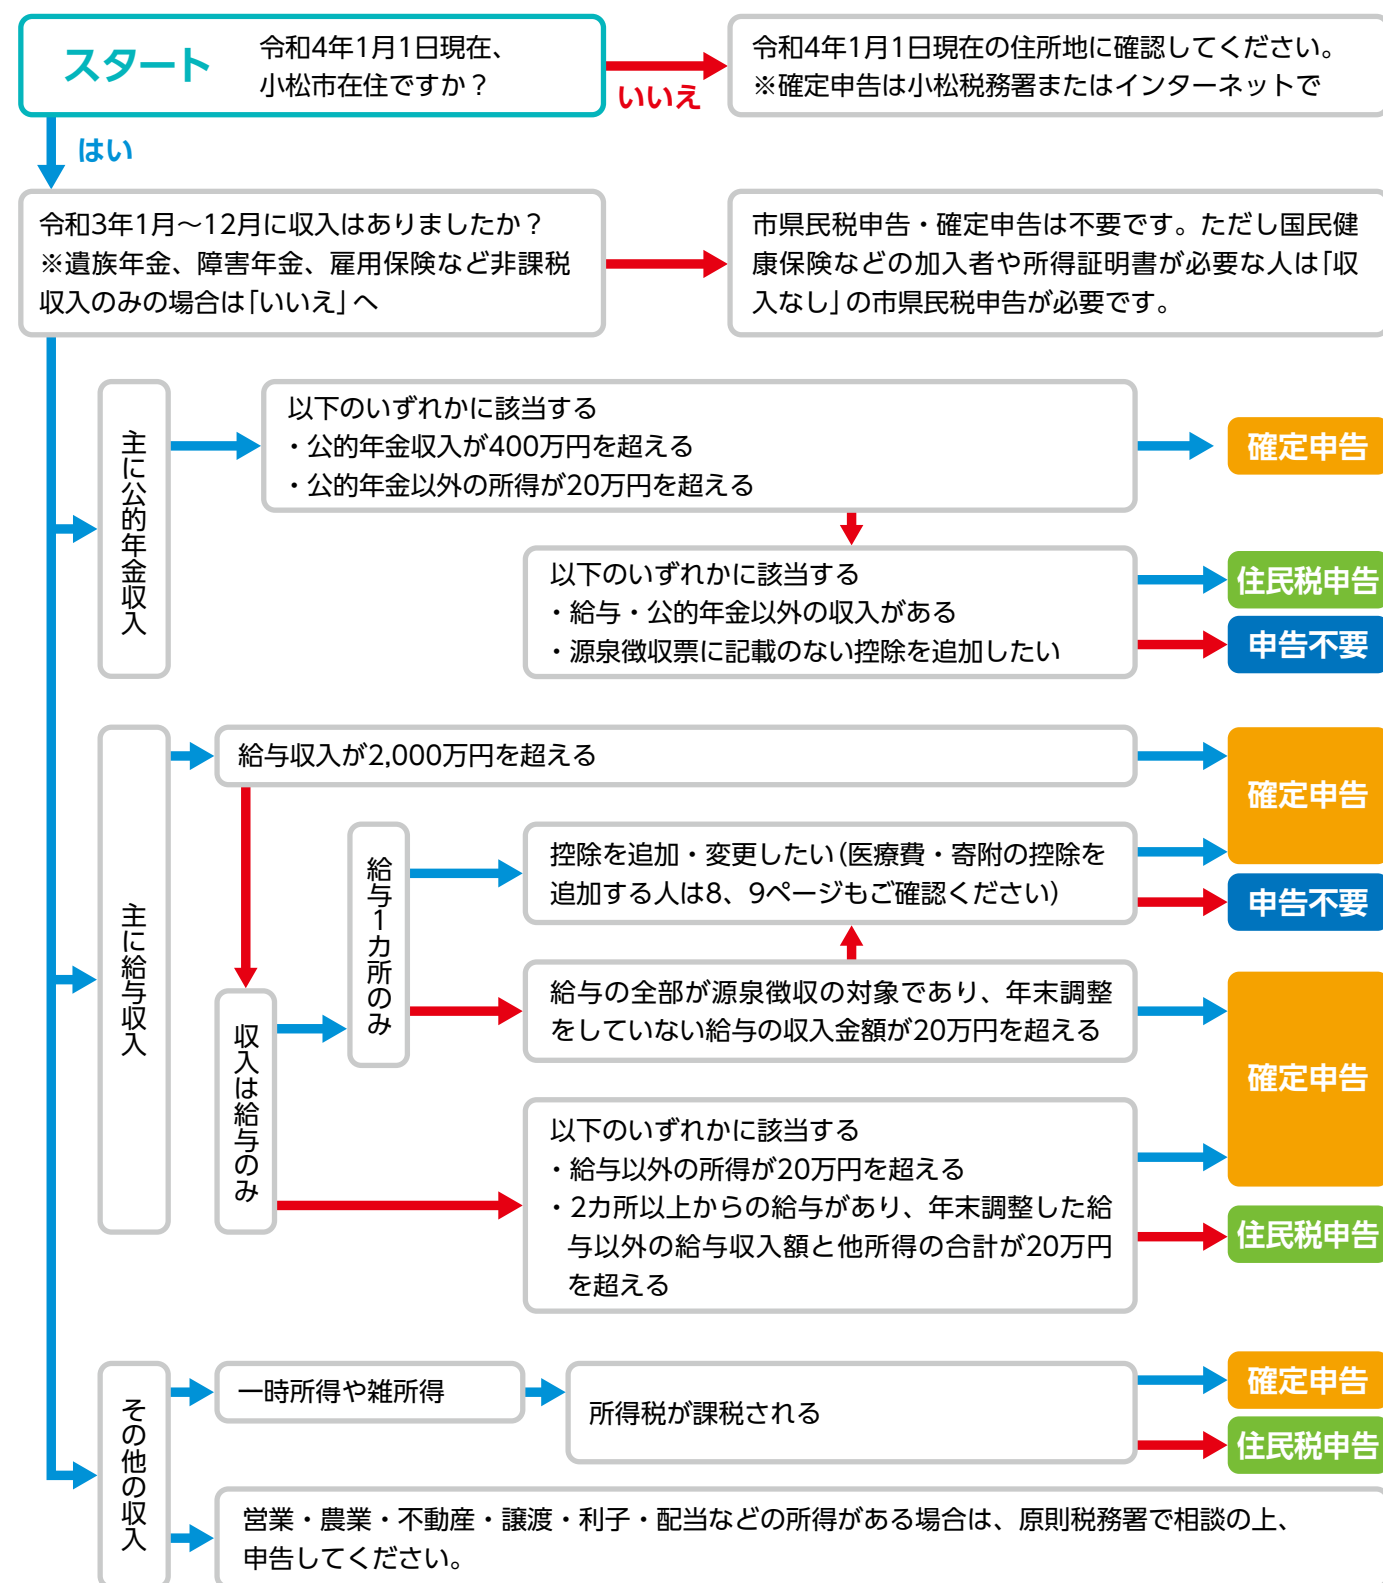 スタート
令和4年1月1日現在、
小松市在住ですか？
いいえ
令和4年1月1日現在の住所地に確認してください。
※確定申告は小松税務署またはインターネットで
はい
令和3年1月～12月に収入はありましたか？
※遺族年金、障害年金、雇用保険など非課税
収入のみの場合は「いいえ」へ
市県民税申告・確定申告は不要です。ただし国民健
康保険などの加入者や所得証明書が必要な人は「収
入なし」の市県民税申告が必要です。
主に公的年金収入
以下のいずれかに該当する
・公的年金収入が400万円を超える
・公的年金以外の所得が20万円を超える
確定申告
以下のいずれかに該当する
・給与・公的年金以外の収入がある
・源泉徴収票に記載のない控除を追加したい
住民税申告
申告不要
主に給与収入
給与収入が2,000万円を超える
確定申告
収入は給与のみ
給与1カ所のみ
控除を追加・変更したい（医療費・寄附の控除を
追加する人は8、9ページもご確認ください）
申告不要
給与の全部が源泉徴収の対象であり、年末調整
をしていない給与の収入金額が20万円を超える
確定申告
以下のいずれかに該当する
・給与以外の所得が20万円を超える
・2カ所以上からの給与があり、年末調整した給
与以外の給与収入額と他所得の合計が20万円
を超える
住民税申告
その他の収入
一時所得や雑所得
所得税が課税される
確定申告
住民税申告
営業・農業・不動産・譲渡・利子・配当などの所得がある場合は、原則税務署で相談の上、
申告してください。